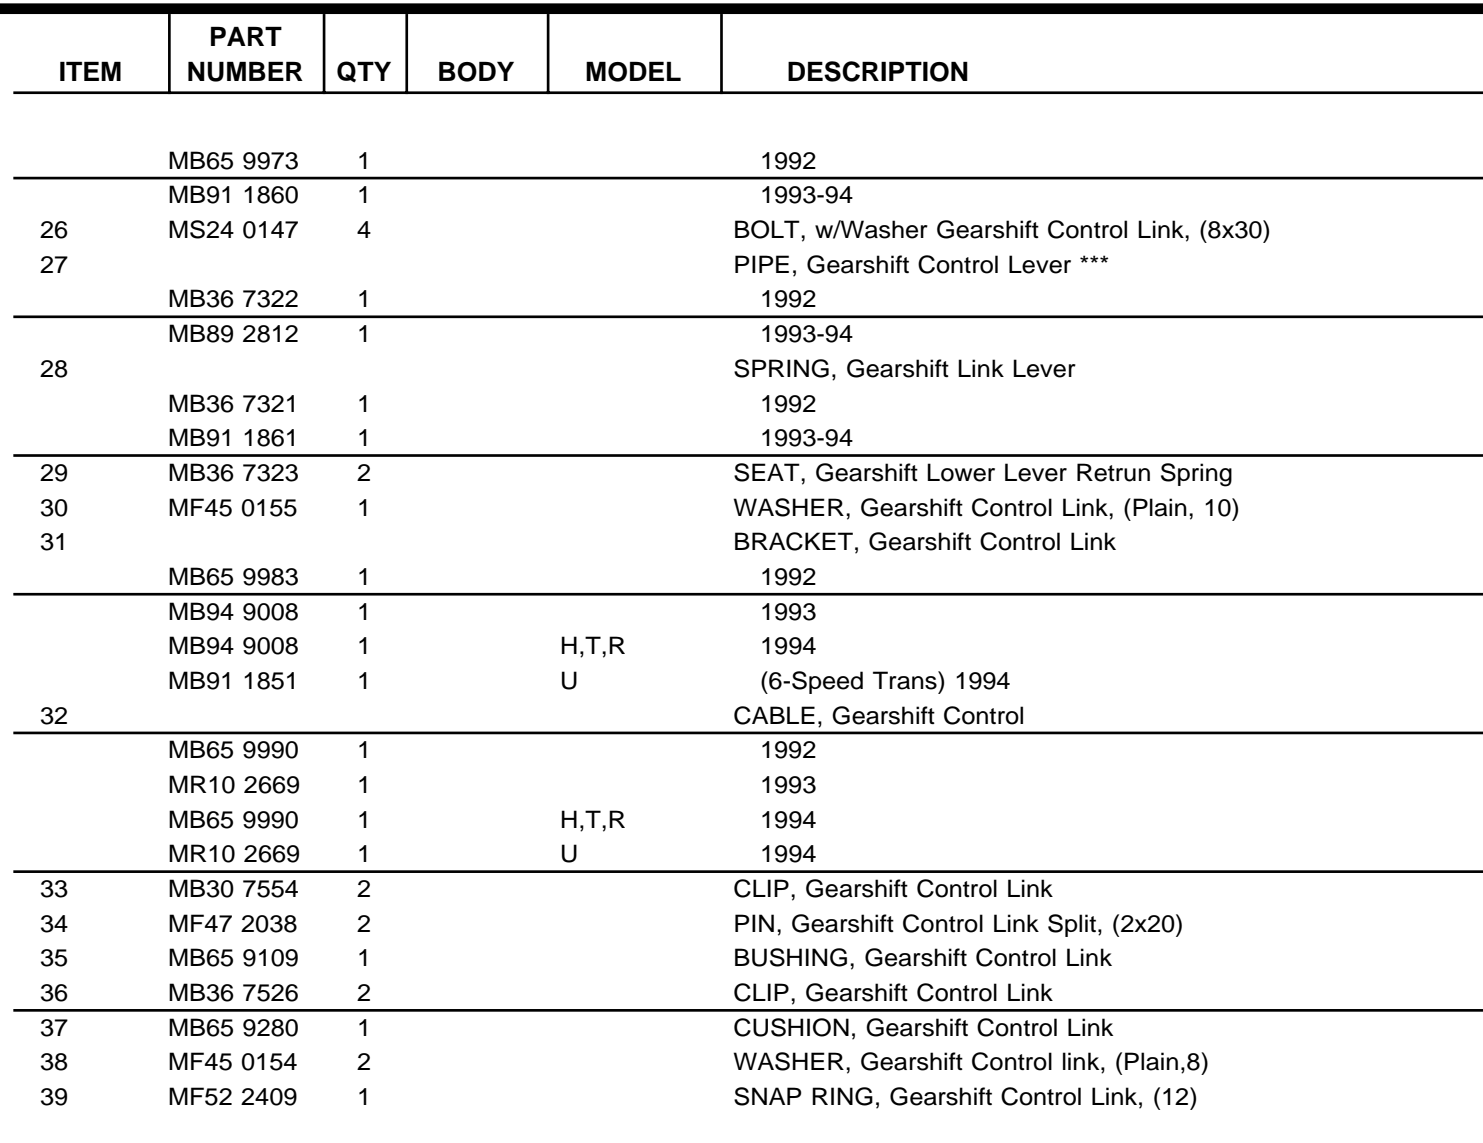 ITEM PART NUMBER QTY BODY MODEL DESCRIPTION
MB65 9973 1 1992
MB91 1860 1 1993-94
26 MS24 0147 4 BOLT, w/Washer Gearshift Control Link, (8x30)
27 PIPE, Gearshift Control Lever ***
MB36 7322 1 1992
MB89 2812 1 1993-94
28 SPRING, Gearshift Link Lever
MB36 7321 1 1992
MB91 1861 1 1993-94
29 MB36 7323 2 SEAT, Gearshift Lower Lever Retrun Spring
30 MF45 0155 1 WASHER, Gearshift Control Link, (Plain, 10)
31 BRACKET, Gearshift Control Link
MB65 9983 1 1992
MB94 9008 1 1993
MB94 9008 1 H,T,R 1994
MB91 1851 1 U (6-Speed Trans) 1994
32 CABLE, Gearshift Control
MB65 9990 1 1992
MR10 2669 1 1993
MB65 9990 1 H,T,R 1994
MR10 2669 1 U 1994
33 MB30 7554 2 CLIP, Gearshift Control Link
34 MF47 2038 2 PIN, Gearshift Control Link Split, (2x20)
35 MB65 9109 1 BUSHING, Gearshift Control Link
36 MB36 7526 2 CLIP, Gearshift Control Link
37 MB65 9280 1 CUSHION, Gearshift Control Link
38 MF45 0154 2 WASHER, Gearshift Control link, (Plain,8)
39 MF52 2409 1 SNAP RING, Gearshift Control Link, (12)